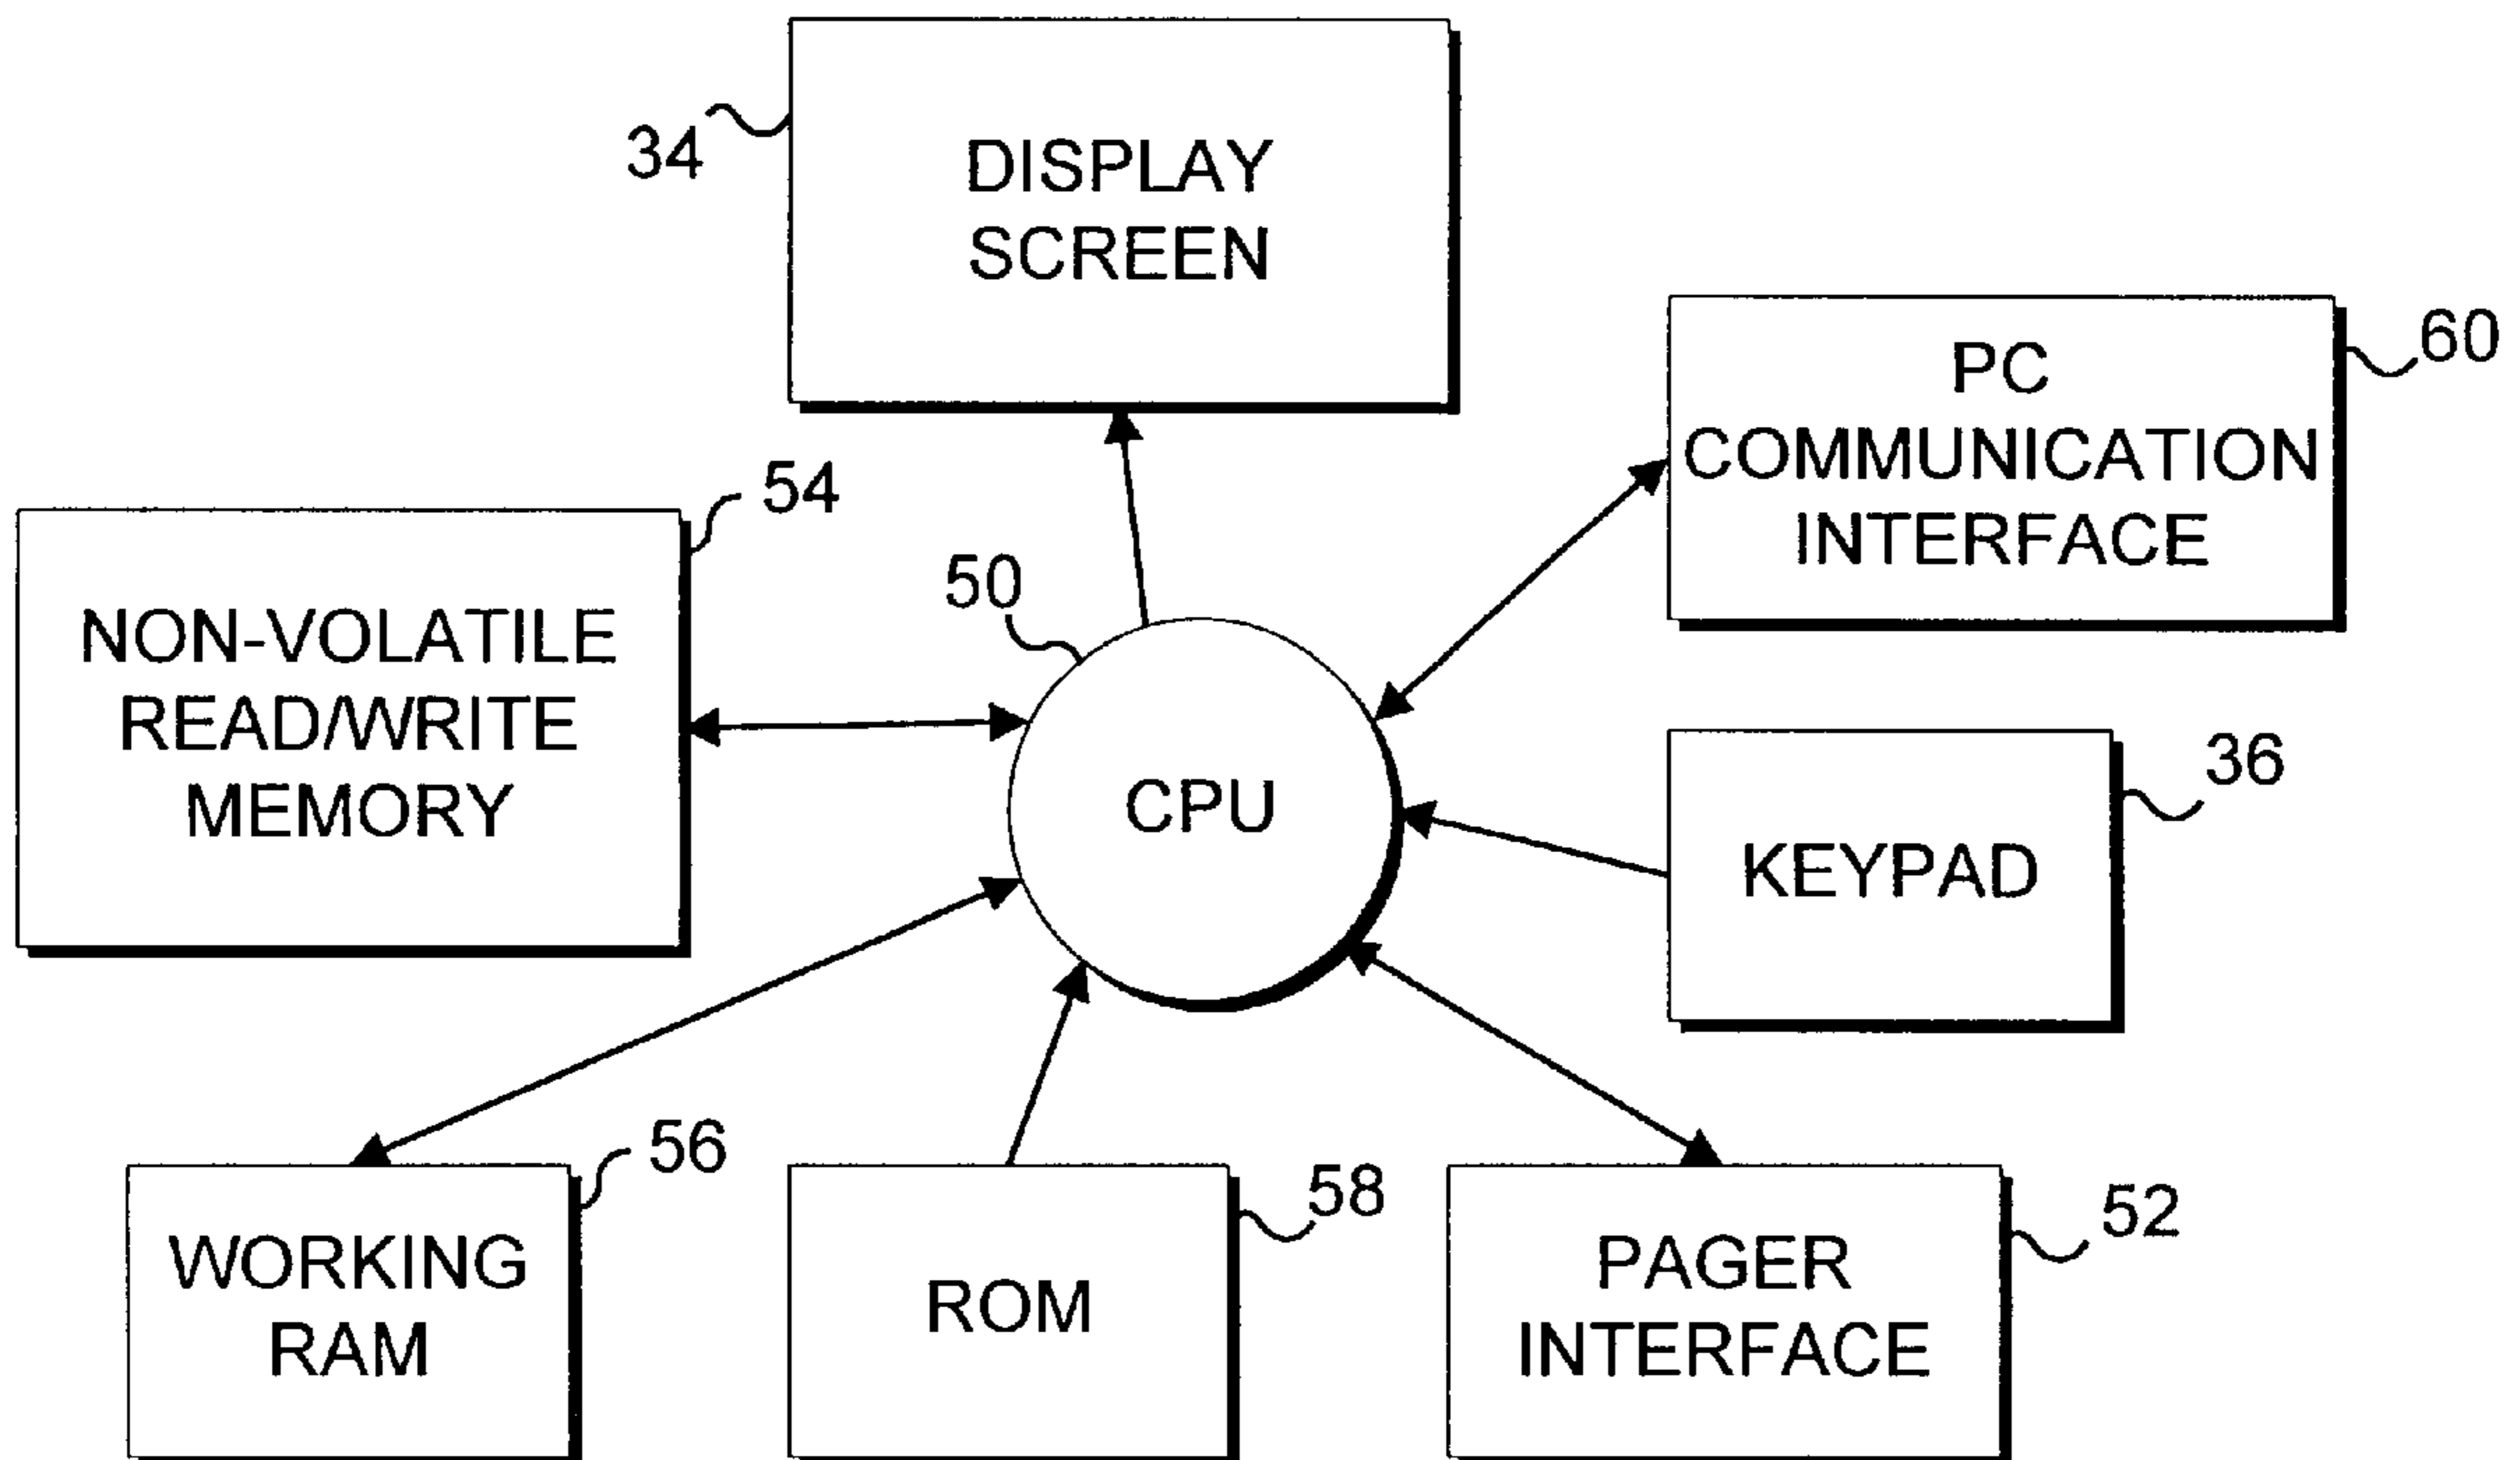 34
DISPLAY
SCREEN
60
PC
COMMUNICATION
INTERFACE
54
NON-VOLATILE
READ/WRITE
MEMORY
50
CPU
36
KEYPAD
56
WORKING
RAM
58
ROM
52
PAGER
INTERFACE